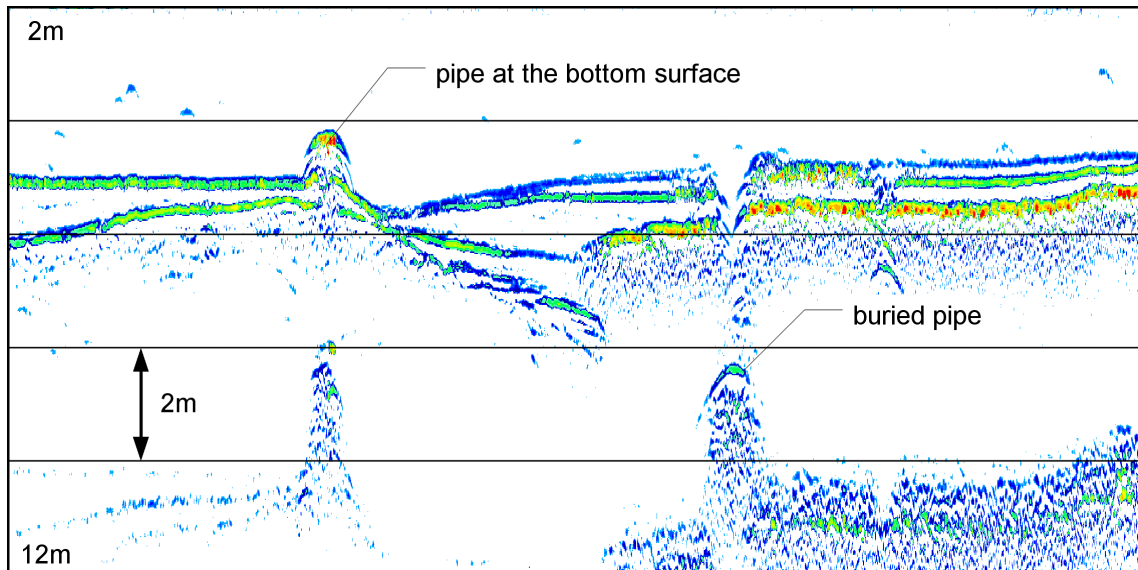 2m
pipe at the bottom surface
buried pipe
2m
12m